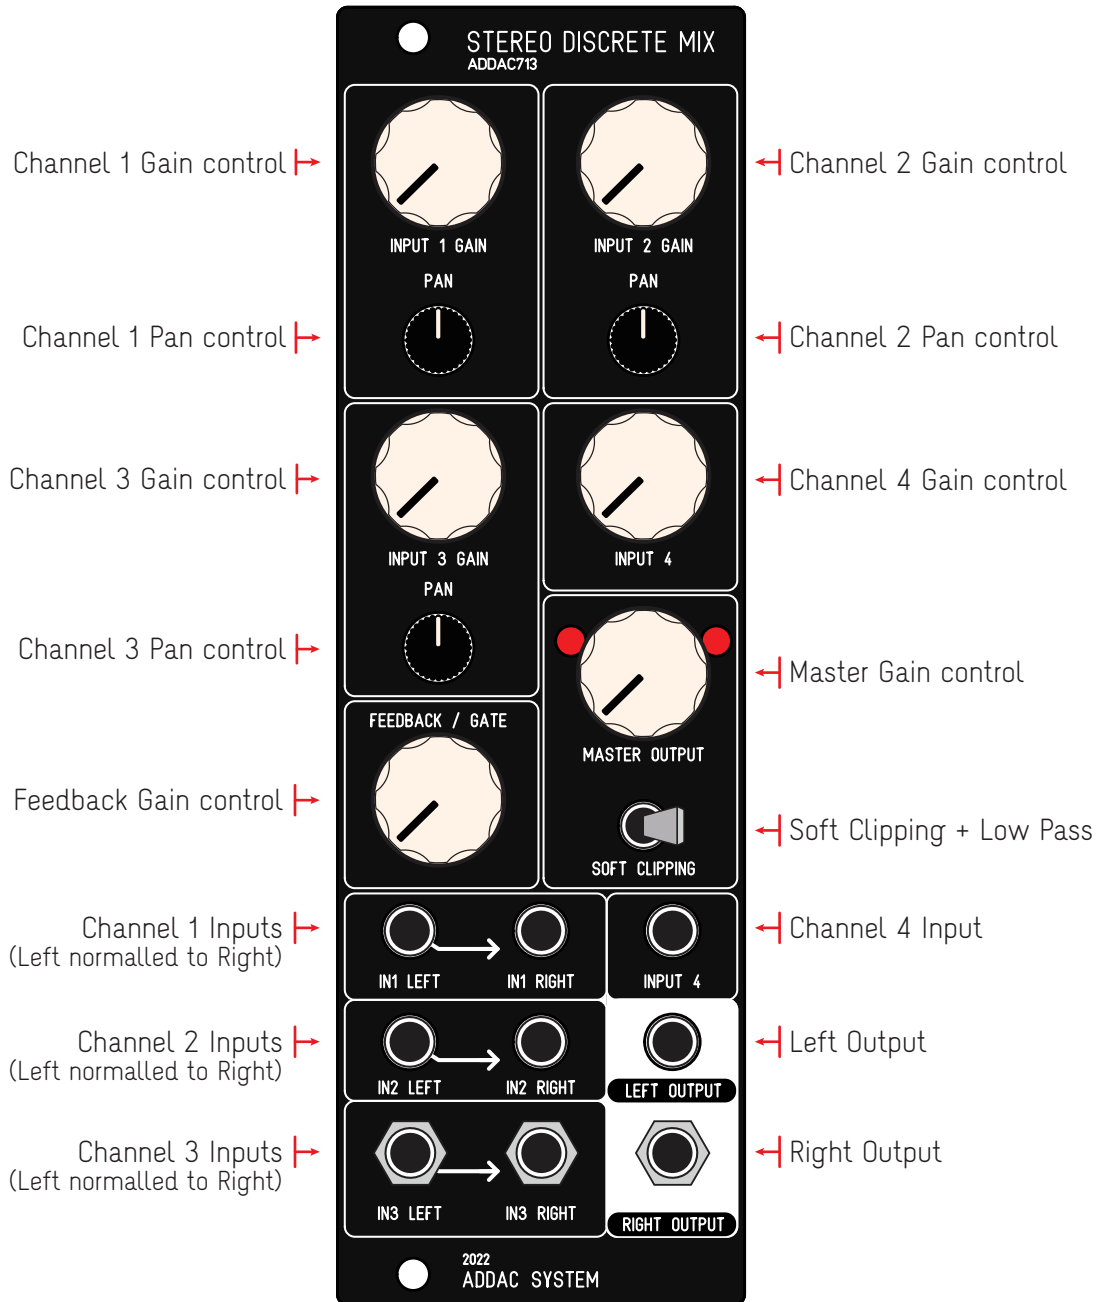 STEREO DISCRETE MIX
ADDAC713
Channel 1 Gain control
Channel 2 Gain control
INPUT 1 GAIN
INPUT 2 GAIN
PAN
PAN
Channel 1 Pan control
Channel 2 Pan control
Channel 3 Gain control
Channel 4 Gain control
INPUT 3 GAIN
INPUT 4
PAN
Channel 3 Pan control
Master Gain control
FEEDBACK / GATE
MASTER OUTPUT
Feedback Gain control
Soft Clipping + Low Pass
SOFT CLIPPING
Channel 1 Inputs
(Left normalled to Right)
Channel 4 Input
IN1 LEFT
IN1 RIGHT
INPUT 4
Channel 2 Inputs
(Left normalled to Right)
Left Output
IN2 LEFT
IN2 RIGHT
LEFT OUTPUT
Channel 3 Inputs
(Left normalled to Right)
Right Output
IN3 LEFT
IN3 RIGHT
RIGHT OUTPUT
2022
ADDAC SYSTEM